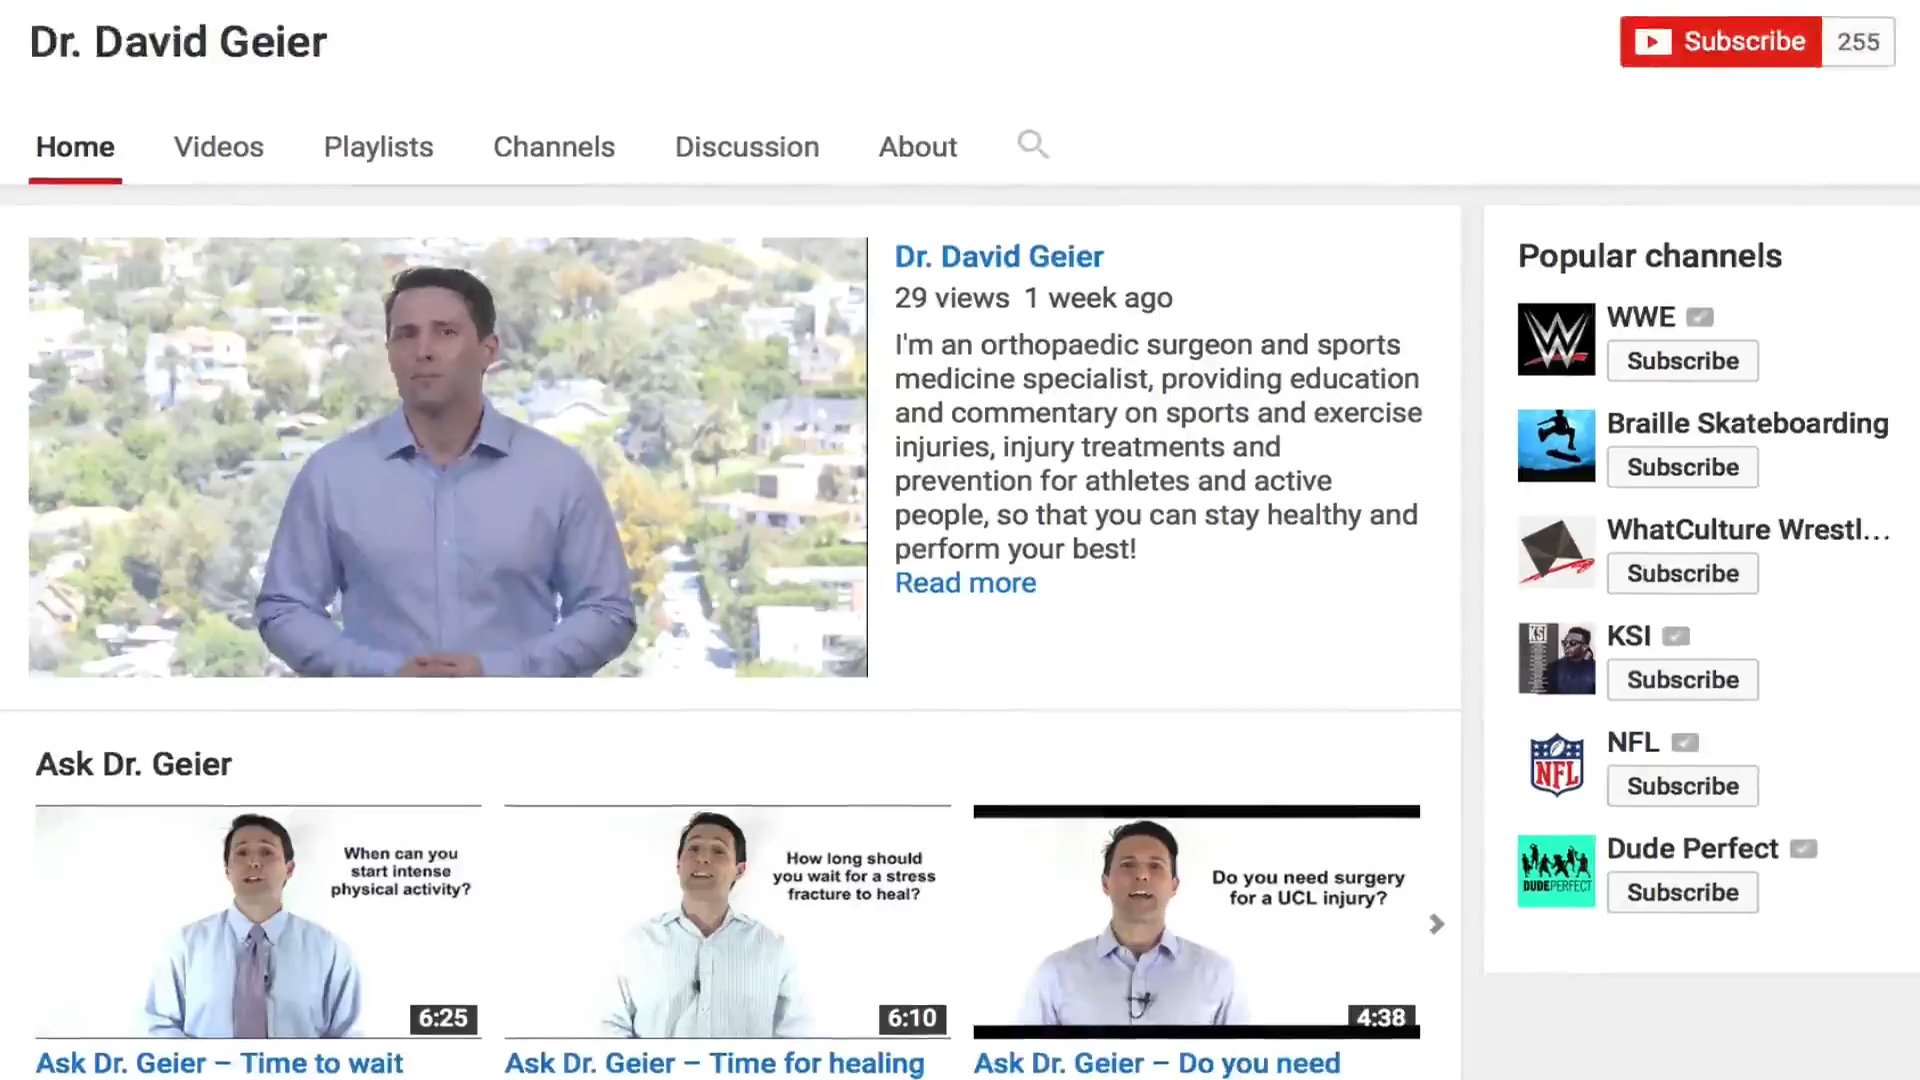 Dr. David Geier
Subscribe 255
Home Videos Playlists Channels Discussion About
Dr. David Geier
29 views 1 week ago
I'm an orthopaedic surgeon and sports
medicine specialist, providing education
and commentary on sports and exercise
injuries, injury treatments and
prevention for athletes and active
people, so that you can stay healthy and
perform your best!
Read more
Popular channels
WWE
Subscribe
Braille Skateboarding
Subscribe
WhatCulture Wrestl...
Subscribe
KSI
KSI
Subscribe
NFL
NFL
Subscribe
DUDEPERFECT
Dude Perfect
Subscribe
Ask Dr. Geier
When can you
start intense
physical activity?
6:25
Ask Dr. Geier – Time to wait
How long should
you wait for a stress
fracture to heal?
6:10
Ask Dr. Geier – Time for healing
Do you need surgery
for a UCL injury?
4:38
Ask Dr. Geier – Do you need